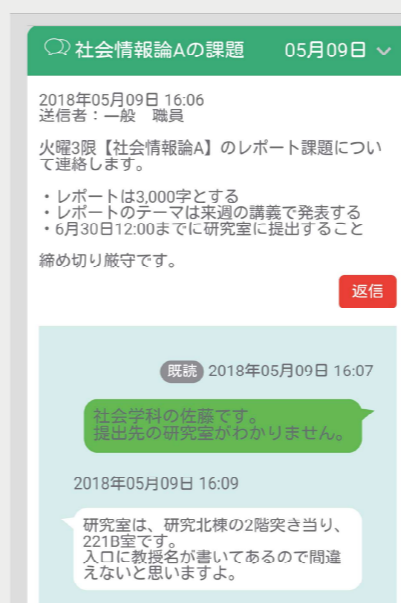 社会情報論Aの課題 05月09日
2018年05月09日 16:06
送信者：一般　職員
火曜3限【社会情報論A】のレポート課題につい
て連絡します。
・レポートは3,000字とする
・レポートのテーマは来週の講義で発表する
・6月30日12:00までに研究室に提出すること
締め切り厳守です。
返信
既読 2018年05月09日 16:07
社会学科の佐藤です。
提出先の研究室がわかりません。
2018年05月09日 16:09
研究室は、研究北棟の2階突き当り、
221B室です。
入口に教授名が書いてあるので間違
えないと思いますよ。